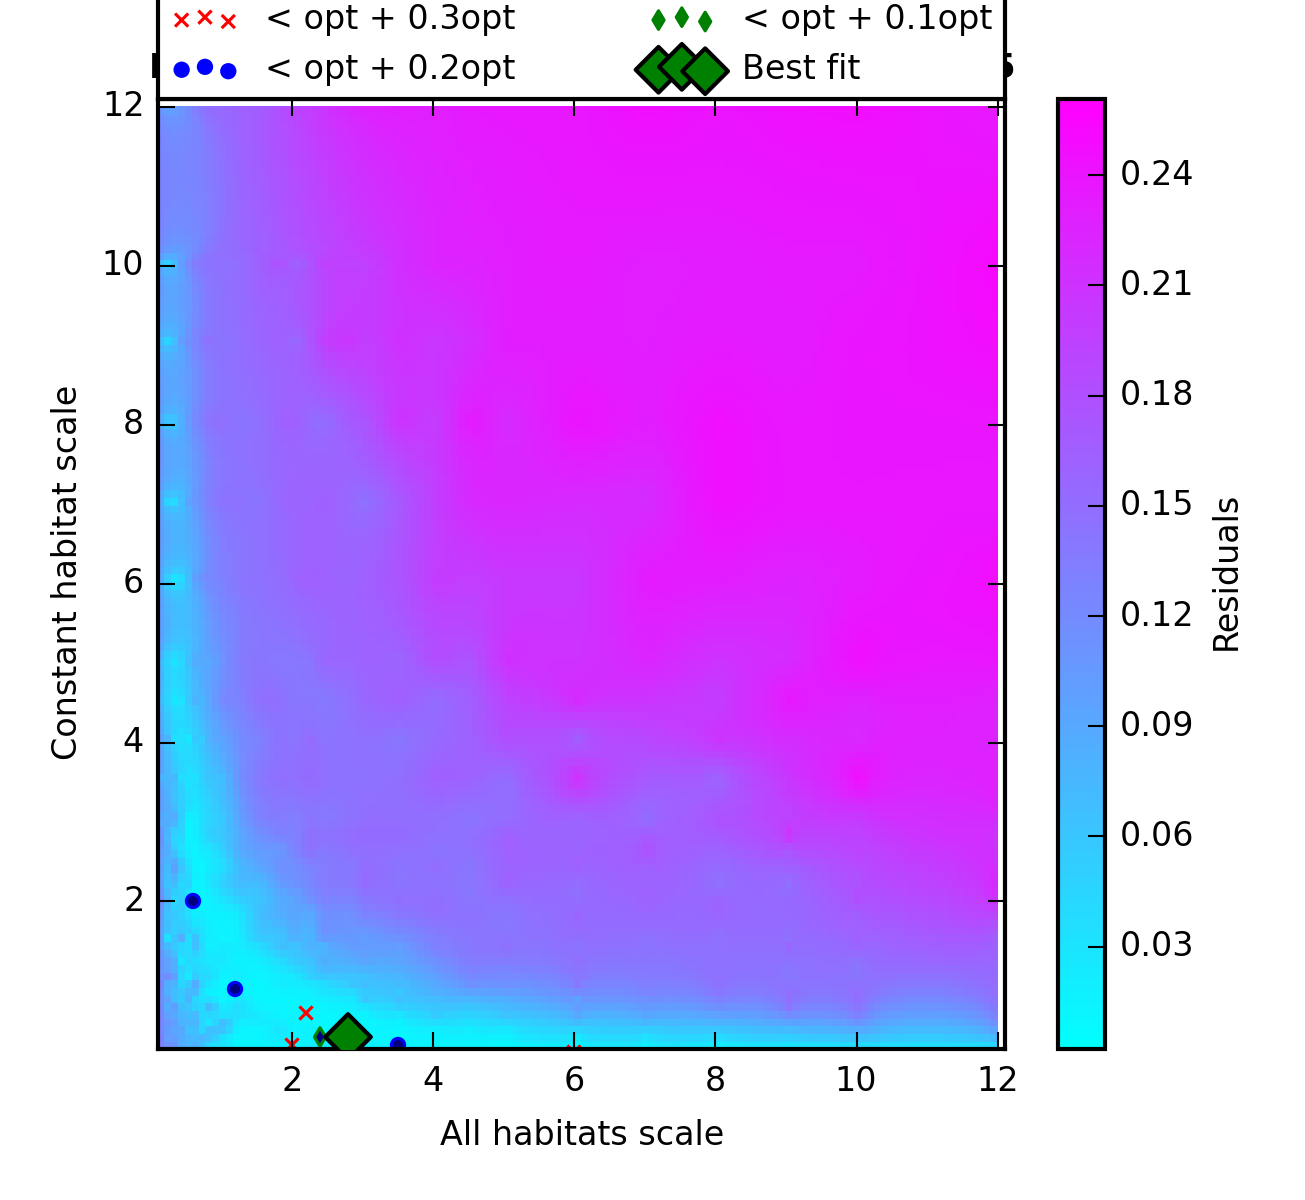 < opt + 0.3opt
< opt + 0.1opt
< opt + 0.2opt
Best fit
12
10
8
6
4
2
Constant habitat scale
2 4 6 8 10 12
All habitats scale
0.24
0.21
0.18
0.15
0.12
0.09
0.06
0.03
Residuals